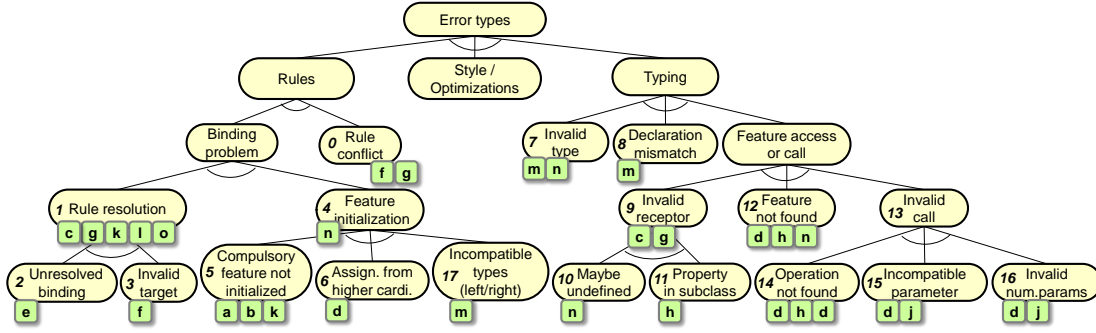 Error types
Rules
Style /
Optimizations
Typing
Binding
problem
0 Rule
conflict
f g
7 Invalid
type
m n
8 Declaration
mismatch
m
Feature access
or call
1 Rule resolution
c g k l o
4 Feature
initialization
n
9 Invalid
receptor
c g
12 Feature
not found
d h n
13 Invalid
call
2 Unresolved
binding
e
3 Invalid
target
f
5 Compulsory
feature not
initialized
a b k
6 Assign. from
higher cardi.
d
17 Incompatible
types
(left/right)
m
10 Maybe
undefined
n
11 Property
in subclass
h
14 Operation
not found
d h d
15 Incompatible
parameter
d j
16 Invalid
num.params
d j